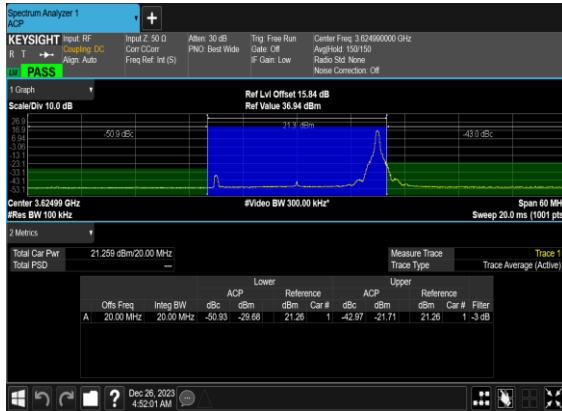 Spectrum Analyzer 1
ACP
+
KEYSIGHT Input: RF Input Z: 50 Ω Atten: 30 dB Trig: Free Run Center Freq: 3.624990000 GHz
R T Coupling: DC Corr CCorr PNO: Best Wide Gate: Off Avg|Hold: 150/150
Align: Auto Freq Ref: Int (S) IF Gain: Low Radio Std: None
PASS Noise Correction: Off
1 Graph
Ref Lvl Offset 15.84 dB
Scale/Div 10.0 dB Ref Value 36.94 dBm
26.9
16.9 -50.9 dBc 21.3 dBm -43.0 dBc
6.94
-3.06
-13.1
-23.1
-33.1
-43.1
-53.1
Center 3.62499 GHz #Video BW 300.00 kHz* Span 60 MH
#Res BW 100 kHz Sweep 20.0 ms (1001 pts
2 Metrics
Total Car Pwr 21.259 dBm/20.00 MHz Measure Trace Trace 1
Total PSD --- Trace Type Trace Average (Active)
Lower Upper
ACP Reference ACP Reference
Offs Freq Integ BW dBc dBm dBm Car # dBc dBm dBm Car # Filter
A 20.00 MHz 20.00 MHz -50.93 -29.68 21.26 1 -42.97 -21.71 21.26 1 -3 dB
?
Dec 26, 2023
4:52:01 AM